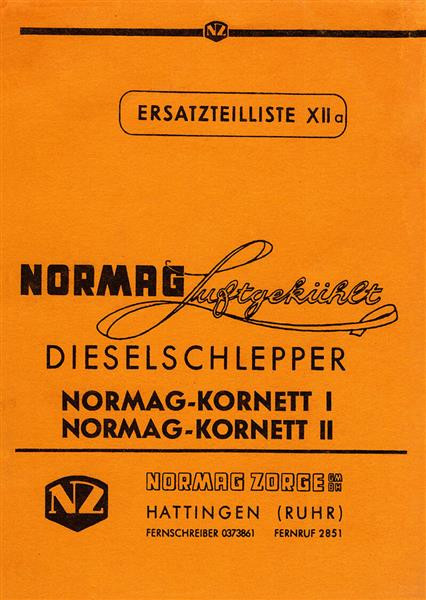 NZ
ERSATZTEILLISTE XIIa
NORMAG Luftgekühlt
DIESELSCHLEPPER
NORMAG-KORNETT I
NORMAG-KORNETT II
NZ
NORMAG ZORGE GMBH
HATTINGEN (RUHR)
FERNSCHREIBER 0373861 FERNRUF 2851